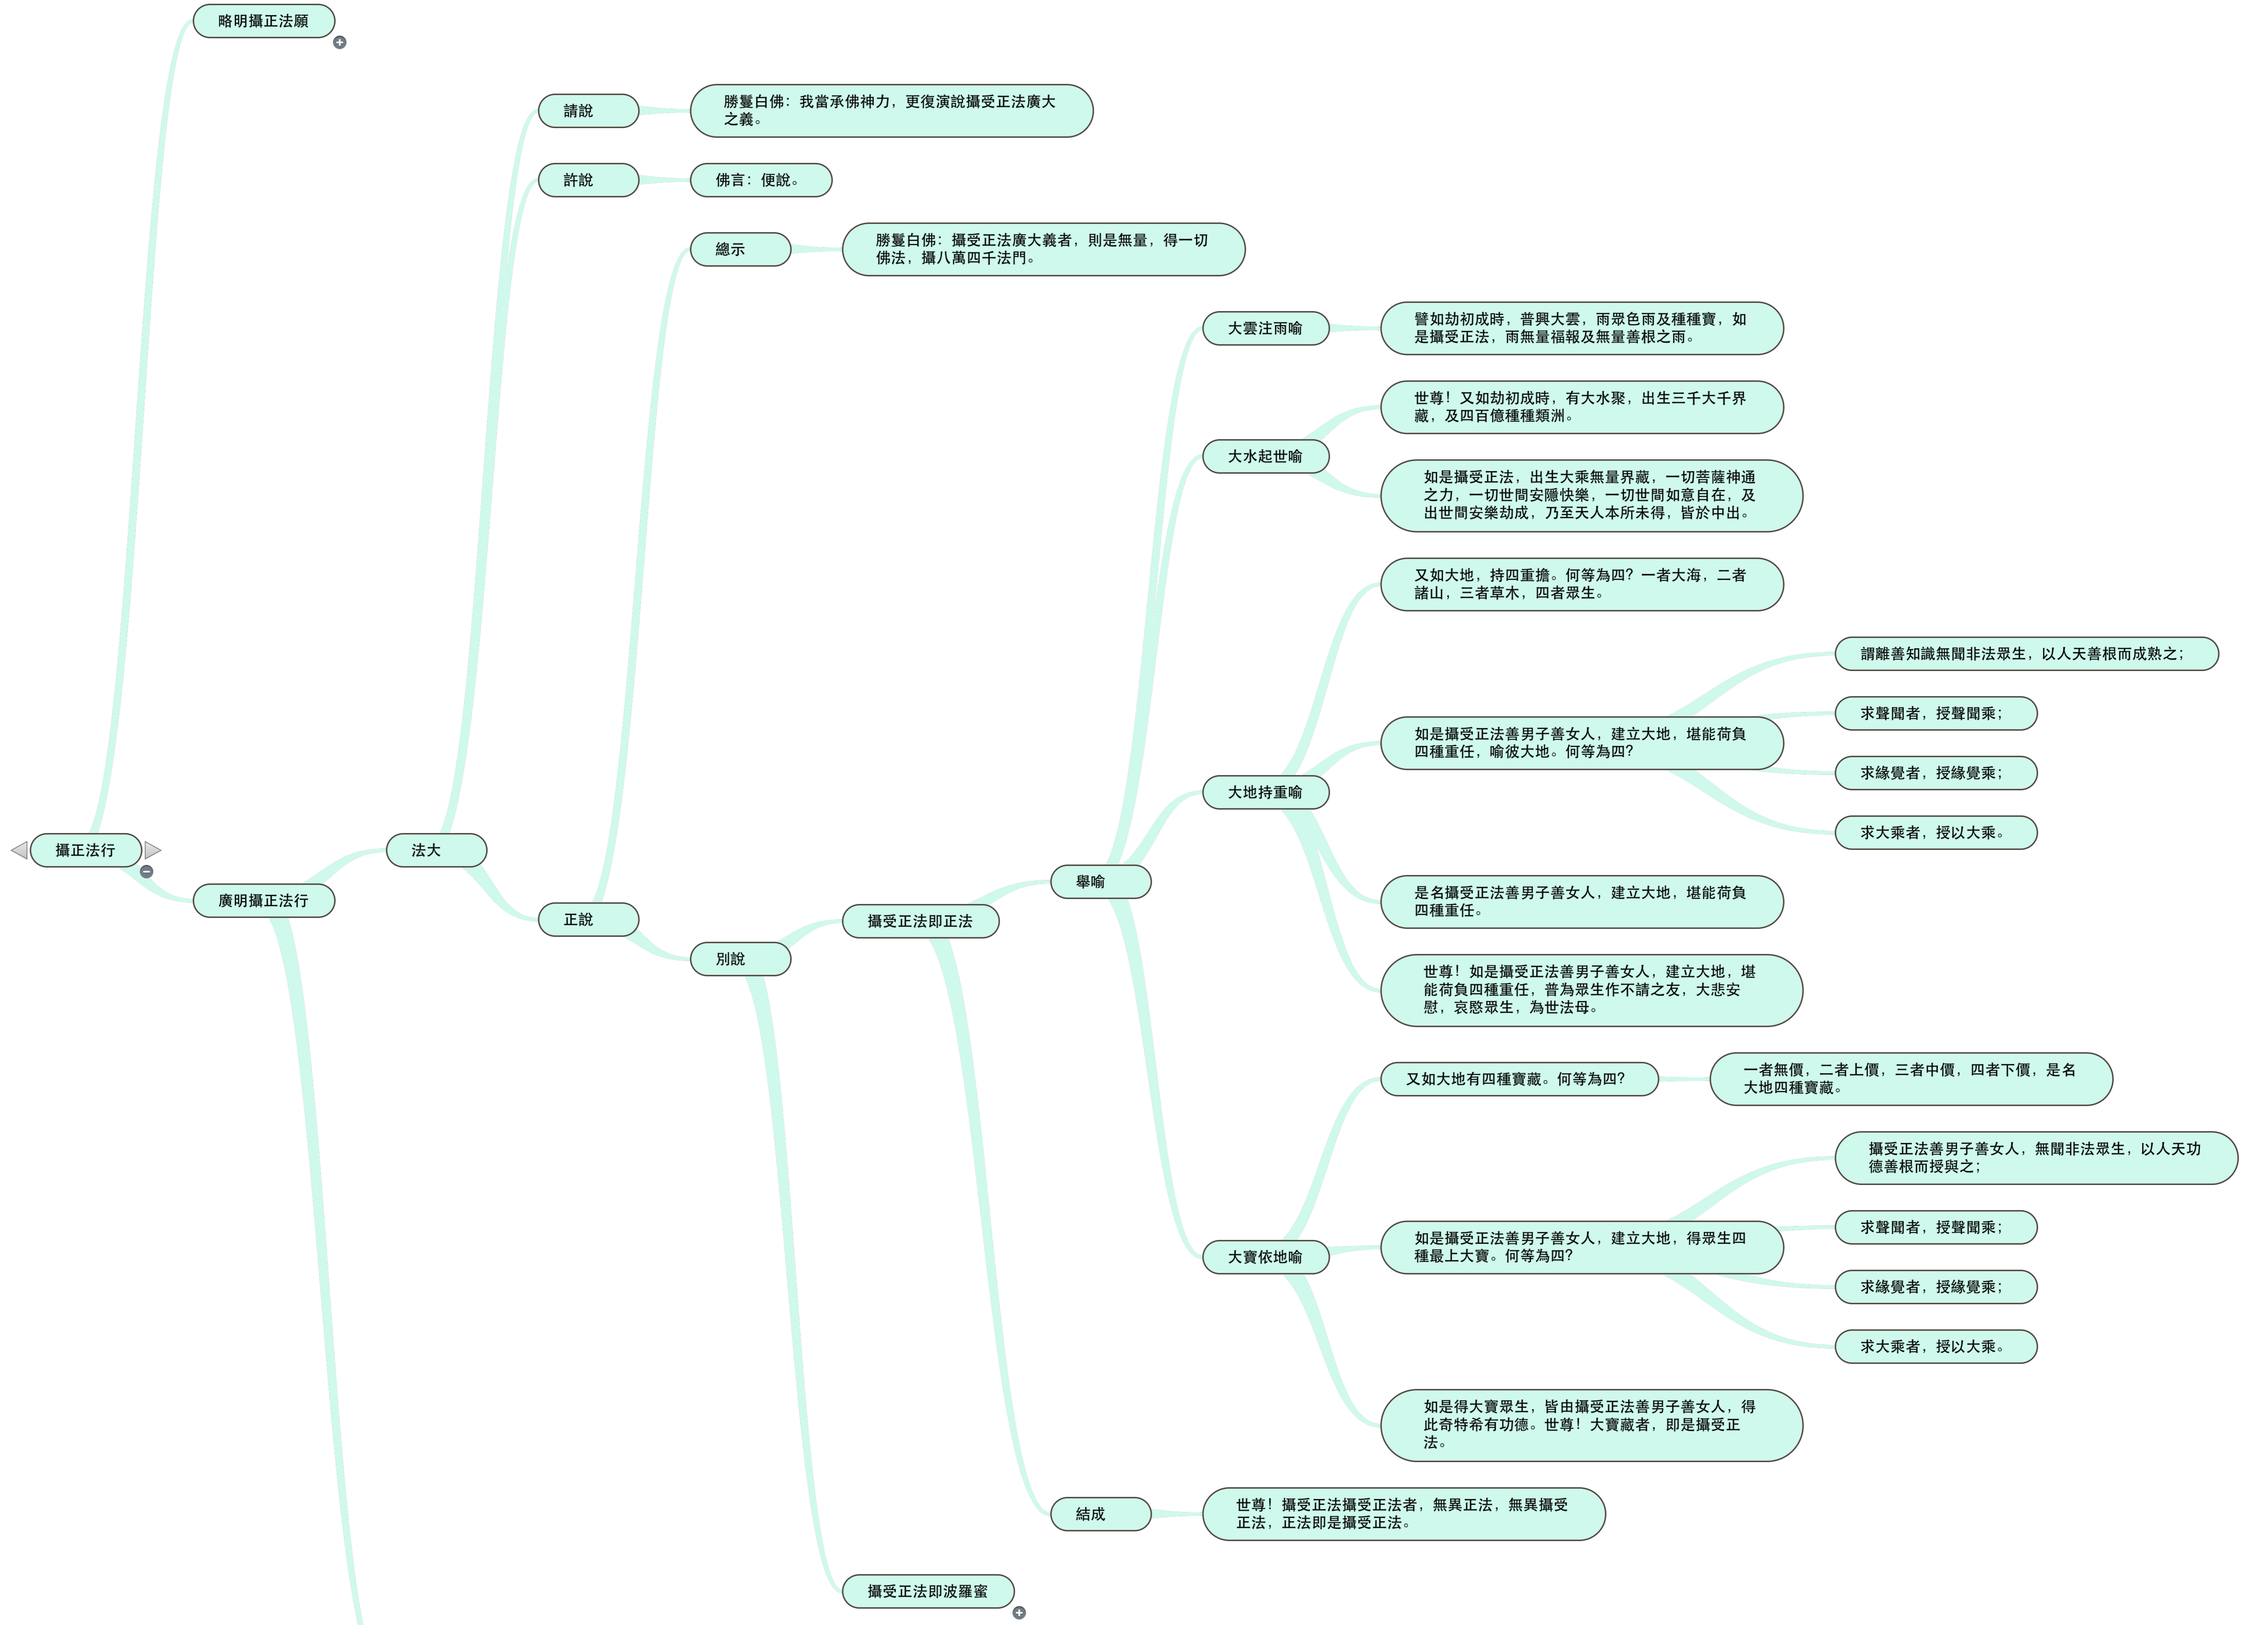 略明攝正法願
請說
勝鬘白佛：我當承佛神力，更復演說攝受正法廣大
之義。
許說
佛言：便說。
總示
勝鬘白佛：攝受正法廣大義者，則是無量，得一切
佛法，攝八萬四千法門。
大雲注雨喻
譬如劫初成時，普興大雲，雨眾色雨及種種寶，如
是攝受正法，雨無量福報及無量善根之雨。
世尊！又如劫初成時，有大水聚，出生三千大千界
藏，及四百億種種類洲。
大水起世喻
如是攝受正法，出生大乘無量界藏，一切菩薩神通
之力，一切世間安隱快樂，一切世間如意自在，及
出世間安樂劫成，乃至天人本所未得，皆於中出。
又如大地，持四重擔。何等為四？一者大海，二者
諸山，三者草木，四者眾生。
謂離善知識無聞非法眾生，以人天善根而成熟之；
求聲聞者，授聲聞乘；
如是攝受正法善男子善女人，建立大地，堪能荷負
四種重任，喻彼大地。何等為四？
求緣覺者，授緣覺乘；
大地持重喻
求大乘者，授以大乘。
攝正法行
法大
舉喻
是名攝受正法善男子善女人，建立大地，堪能荷負
四種重任。
廣明攝正法行
正說
攝受正法即正法
別說
世尊！如是攝受正法善男子善女人，建立大地，堪
能荷負四種重任，普為眾生作不請之友，大悲安
慰，哀愍眾生，為世法母。
又如大地有四種寶藏。何等為四？
一者無價，二者上價，三者中價，四者下價，是名
大地四種寶藏。
攝受正法善男子善女人，無聞非法眾生，以人天功
德善根而授與之；
求聲聞者，授聲聞乘；
大寶依地喻
如是攝受正法善男子善女人，建立大地，得眾生四
種最上大寶。何等為四？
求緣覺者，授緣覺乘；
求大乘者，授以大乘。
如是得大寶眾生，皆由攝受正法善男子善女人，得
此奇特希有功德。世尊！大寶藏者，即是攝受正
法。
結成
世尊！攝受正法攝受正法者，無異正法，無異攝受
正法，正法即是攝受正法。
攝受正法即波羅蜜